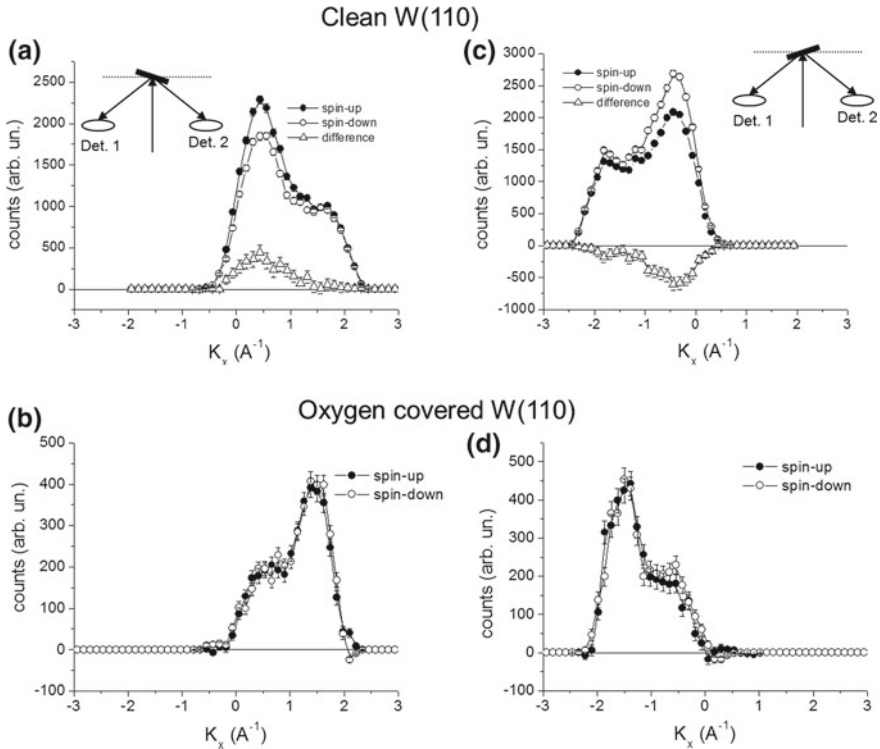 Clean W(110)
(a)
Det. 1
Det. 2
spin-up
spin-down
difference
counts (arb. un.)
2500
2000
1500
1000
500
0
-3
-2
-1
0
1
2
3
K_x (A^-1)
(c)
spin-up
spin-down
difference
Det. 1
Det. 2
counts (arb. un.)
3000
2500
2000
1500
1000
500
0
-500
-1000
-3
-2
-1
0
1
2
3
K_x (A^-1)
Oxygen covered W(110)
(b)
spin-up
spin-down
counts (arb. un.)
500
400
300
200
100
0
-100
-3
-2
-1
0
1
2
3
K_x (A^-1)
(d)
spin-up
spin-down
counts (arb. un.)
500
400
300
200
100
0
-100
-3
-2
-1
0
1
2
3
K_x (A^-1)